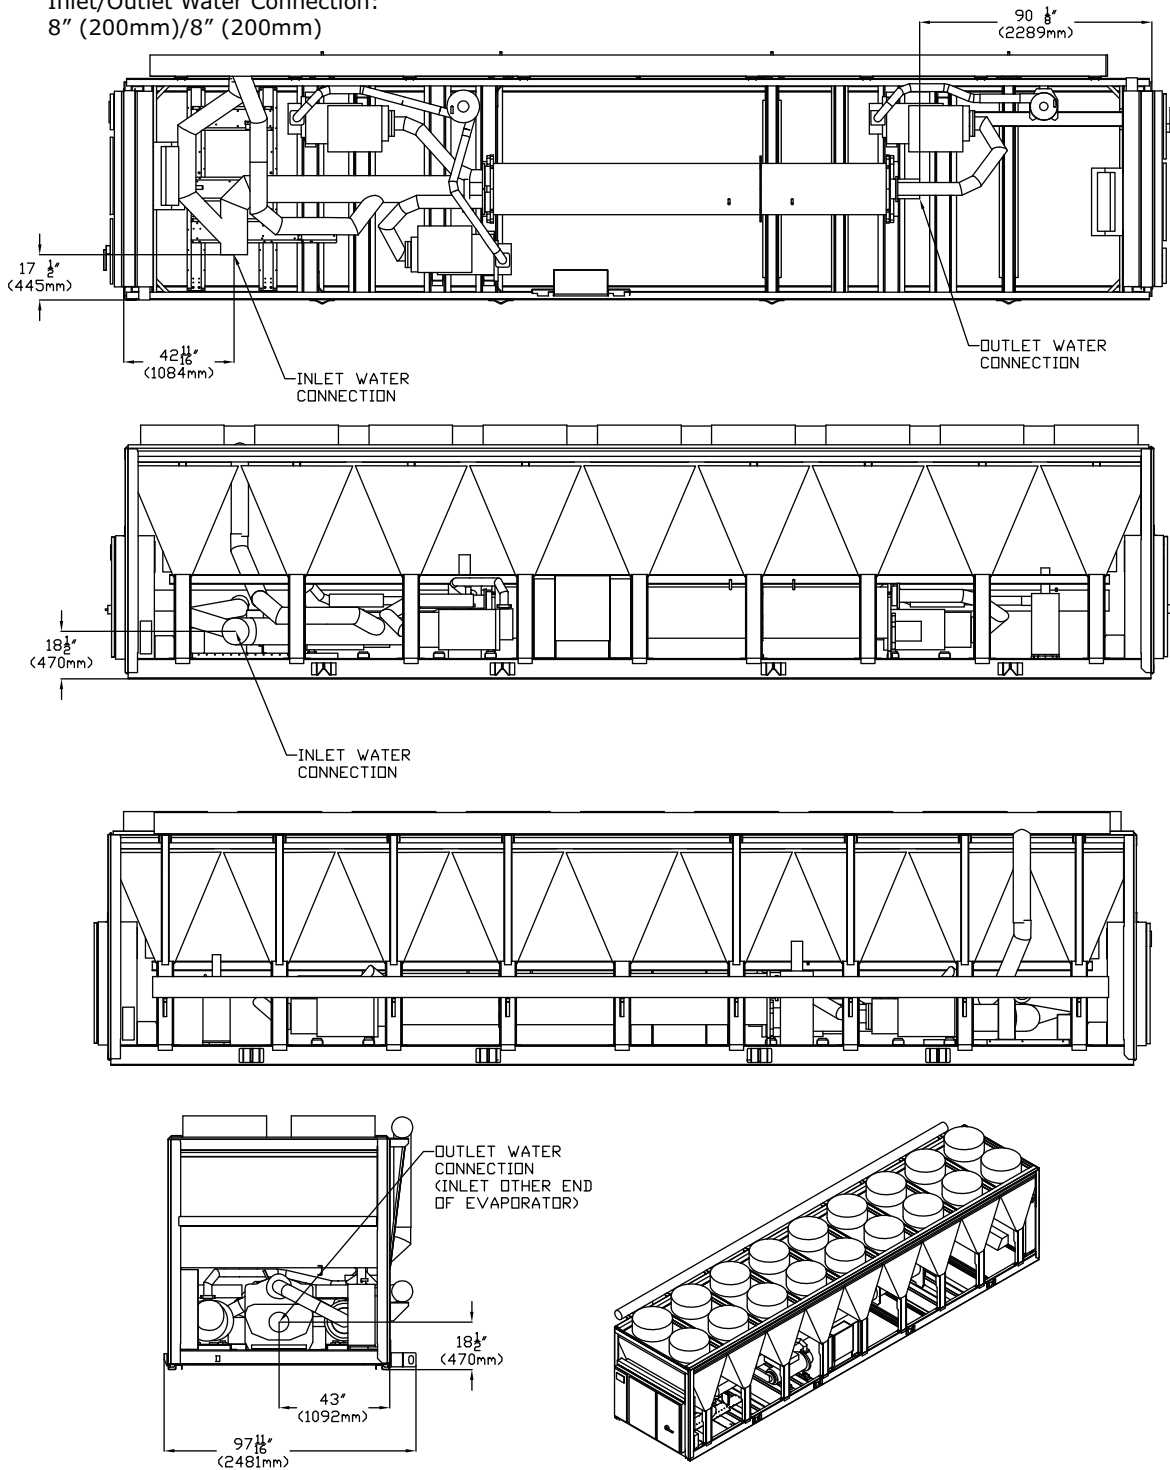 Inlet/Outlet Water Connection:
8” (200mm)/8” (200mm)
90 1/8"
(2289mm)
17 1/2"
(445mm)
42 11/16"
(1084mm)
INLET WATER
CONNECTION
OUTLET WATER
CONNECTION
18 1/2"
(470mm)
INLET WATER
CONNECTION
OUTLET WATER
CONNECTION
(INLET OTHER END
OF EVAPORATOR)
18 1/2"
(470mm)
43"
(1092mm)
97 11/16"
(2481mm)